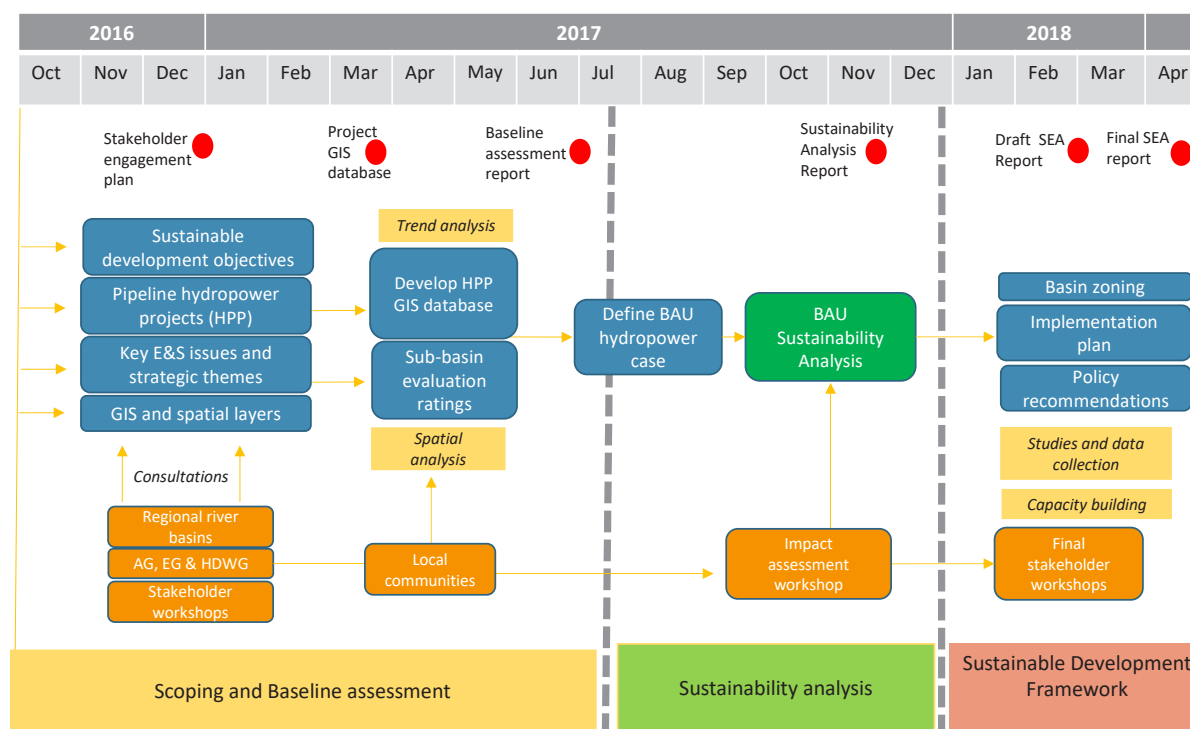 2016
2017
2018
Oct
Nov
Dec
Jan
Feb
Mar
Apr
May
Jun
Jul
Aug
Sep
Oct
Nov
Dec
Jan
Feb
Mar
Apr
Stakeholder
engagement
plan
Project
GIS
database
Baseline
assessment
report
Sustainability
Analysis
Report
Draft SEA
Report
Final SEA
report
Sustainable
development objectives
Pipeline hydropower
projects (HPP)
Key E&S issues and
strategic themes
GIS and spatial layers
Consultations
Regional river
basins
AG, EG & HDWG
Stakeholder
workshops
Trend analysis
Develop HPP
GIS database
Sub-basin
evaluation
ratings
Spatial
analysis
Local
communities
Define BAU
hydropower
case
BAU
Sustainability
Analysis
Impact
assessment
workshop
Basin zoning
Implementation
plan
Policy
recommendations
Studies and data
collection
Capacity building
Final
stakeholder
workshops
Scoping and Baseline assessment
Sustainability analysis
Sustainable Development
Framework